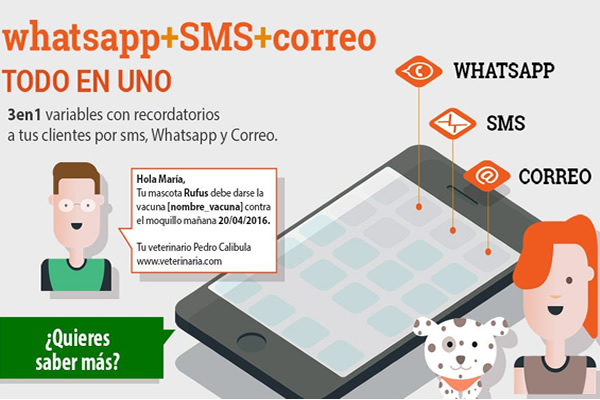 whatsapp+SMS+correo
TODO EN UNO
3en1 variables con recordatorios
a tus clientes por sms, Whatsapp y Correo.
WHATSAPP
SMS
CORREO
Hola María,
Tu mascota Rufus debe darse la
vacuna [nombre_vacuna] contra
el moquillo mañana 20/04/2016.
Tu veterinario Pedro Calibula
www.veterinaria.com
¿Quieres
saber más?